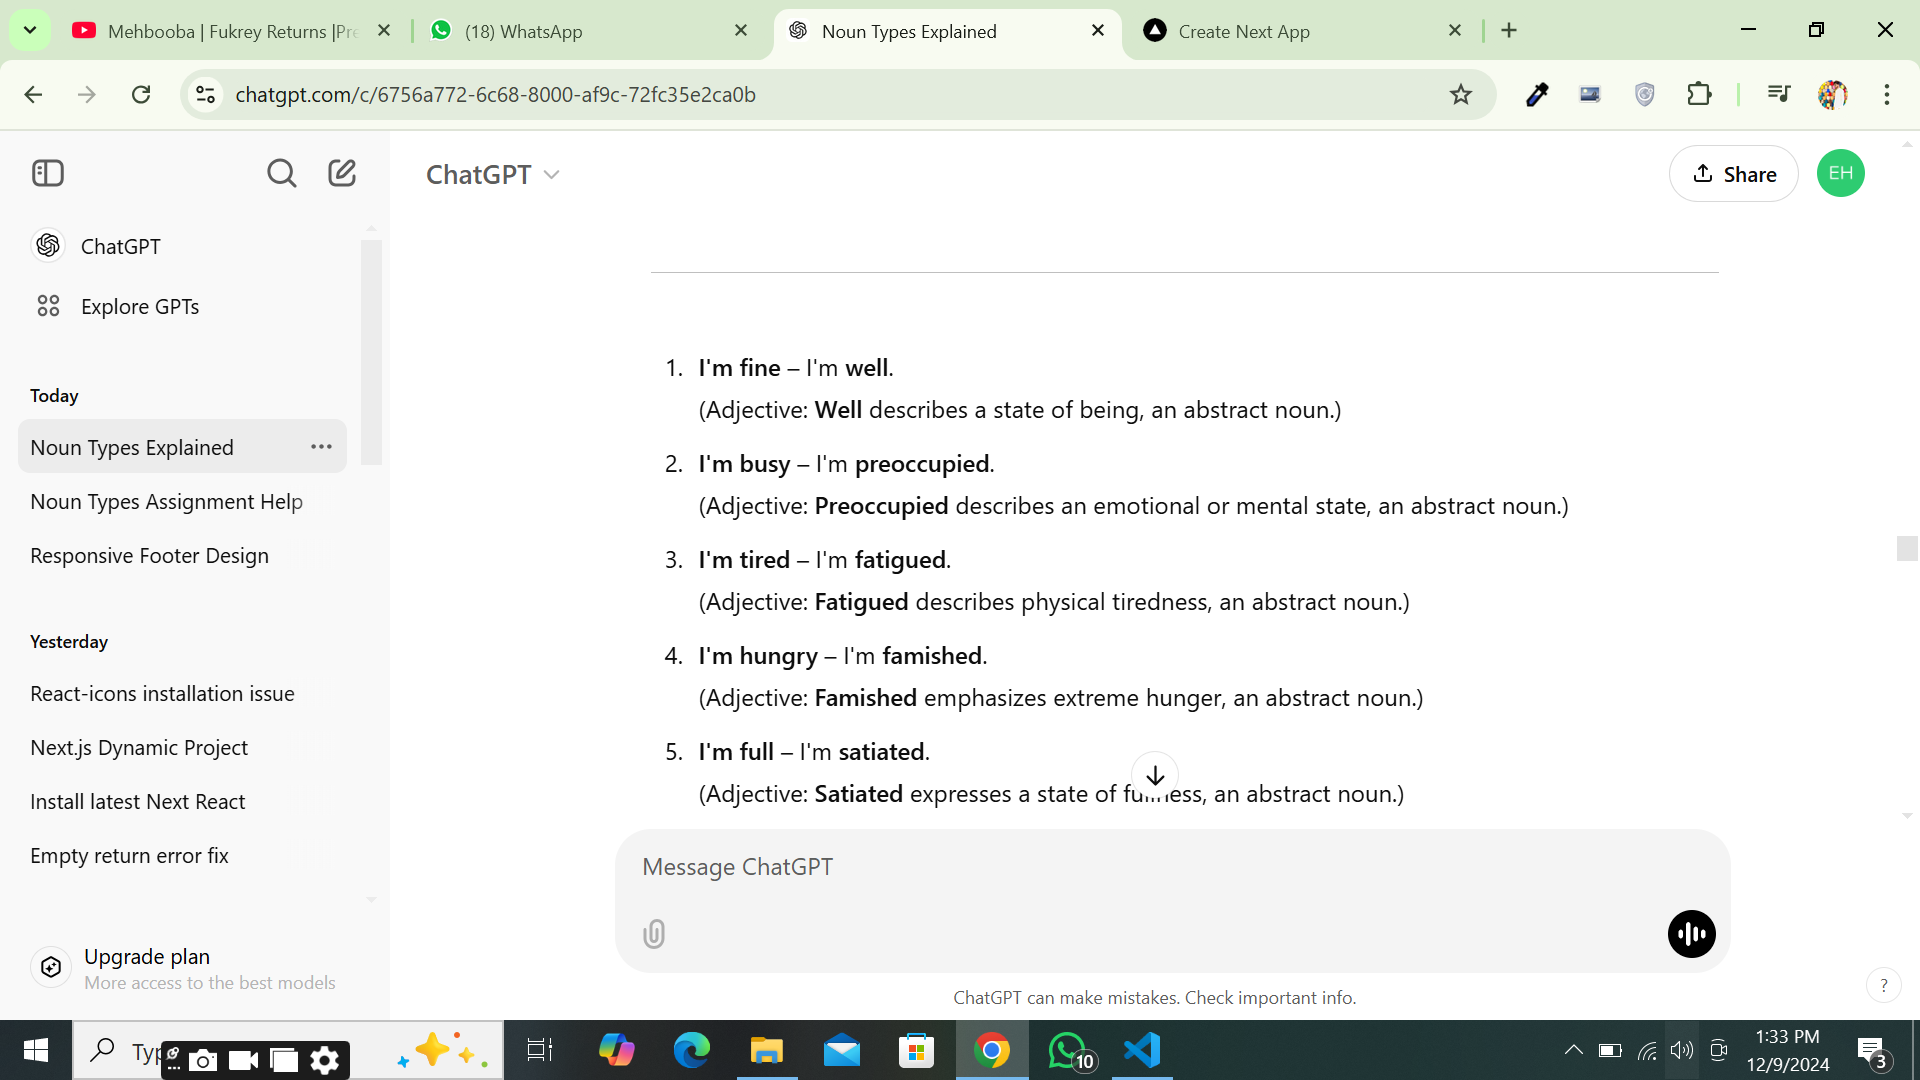 Mehbooba | Fukrey Returns |Pre
(18) WhatsApp
Noun Types Explained
Create Next App
chatgpt.com/c/6756a772-6c68-8000-af9c-72fc35e2ca0b
ChatGPT
Share
EH
ChatGPT
Explore GPTs
Today
Noun Types Explained
Noun Types Assignment Help
Responsive Footer Design
Yesterday
React-icons installation issue
Next.js Dynamic Project
Install latest Next React
Empty return error fix
Upgrade plan
More access to the best models
1. I'm fine – I'm well.
(Adjective: Well describes a state of being, an abstract noun.)
2. I'm busy – I'm preoccupied.
(Adjective: Preoccupied describes an emotional or mental state, an abstract noun.)
3. I'm tired – I'm fatigued.
(Adjective: Fatigued describes physical tiredness, an abstract noun.)
4. I'm hungry – I'm famished.
(Adjective: Famished emphasizes extreme hunger, an abstract noun.)
5. I'm full – I'm satiated.
(Adjective: Satiated expresses a state of fullness, an abstract noun.)
Message ChatGPT
ChatGPT can make mistakes. Check important info.
?
Typ
10
1:33 PM
12/9/2024
3